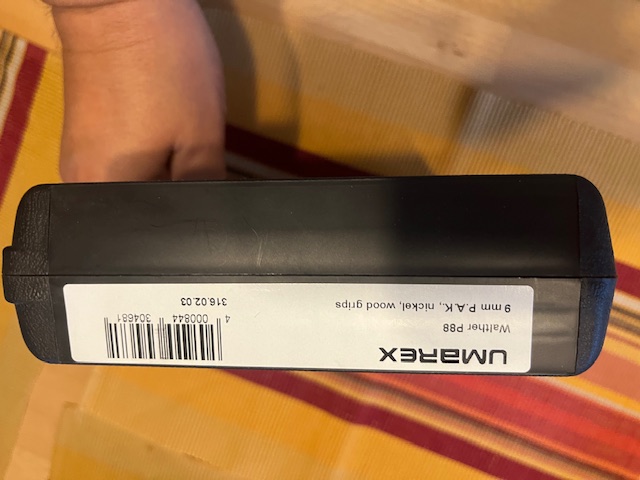 UMAREX
Walther P88
9 mm P.A.K., nickel, wood grips
4 000844 304681
316.02.03